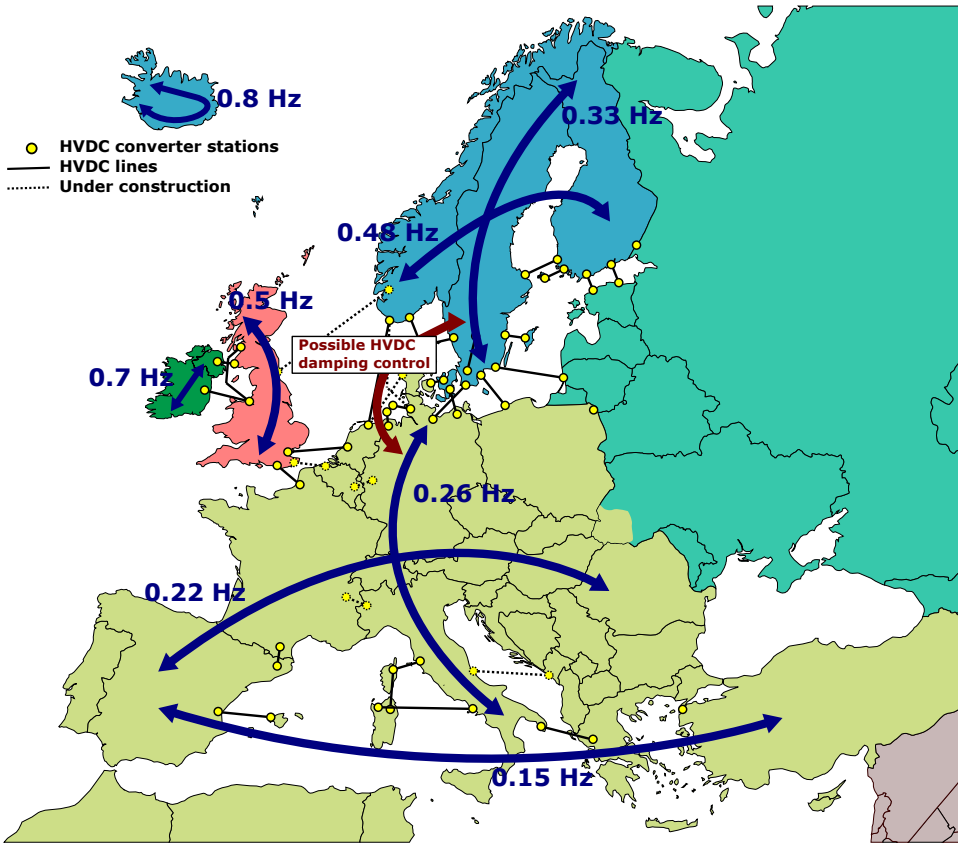 0.8 Hz
HVDC converter stations
HVDC lines
Under construction
0.33 Hz
0.48 Hz
0.5 Hz
Possible HVDC
damping control
0.7 Hz
0.26 Hz
0.22 Hz
0.15 Hz